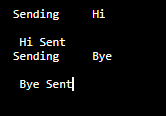 Sending     Hi
 Hi Sent
Sending     Bye
 Bye Sent